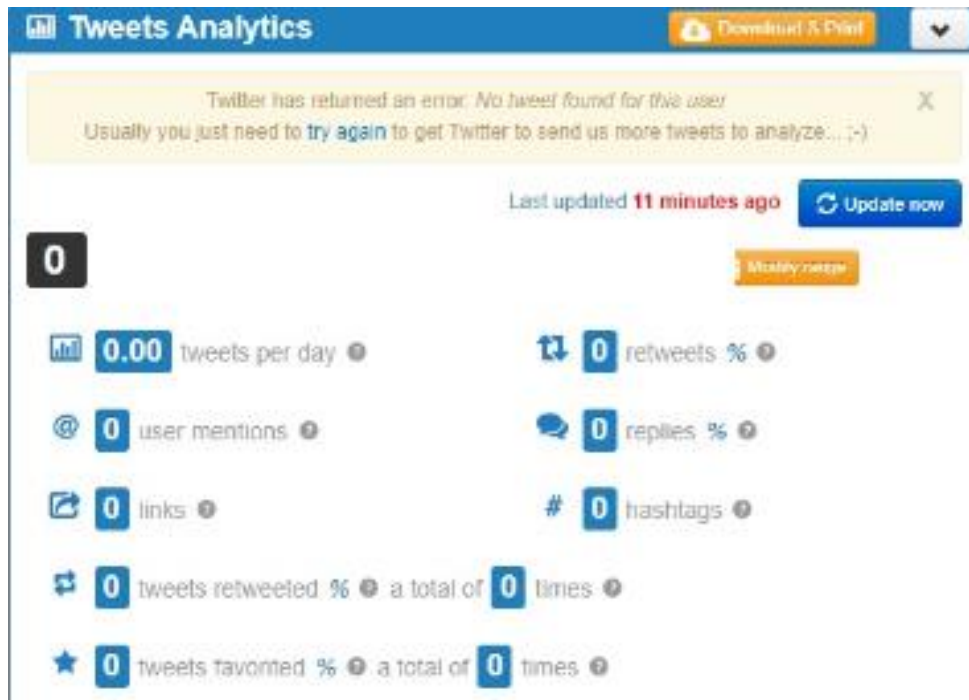 Tweets Analytics
Download & Print
Twitter has returned an error. No tweet found for this user
X
Usually you just need to try again to get Twitter to send us more tweets to analyze... ;-)
Last updated 11 minutes ago
Update now
0
Modify range
0.00 tweets per day
0 retweets %
@ 0 user mentions
0 replies %
0 links
# 0 hashtags
0 tweets retweeted % a total of 0 times
0 tweets favorited % a total of 0 times